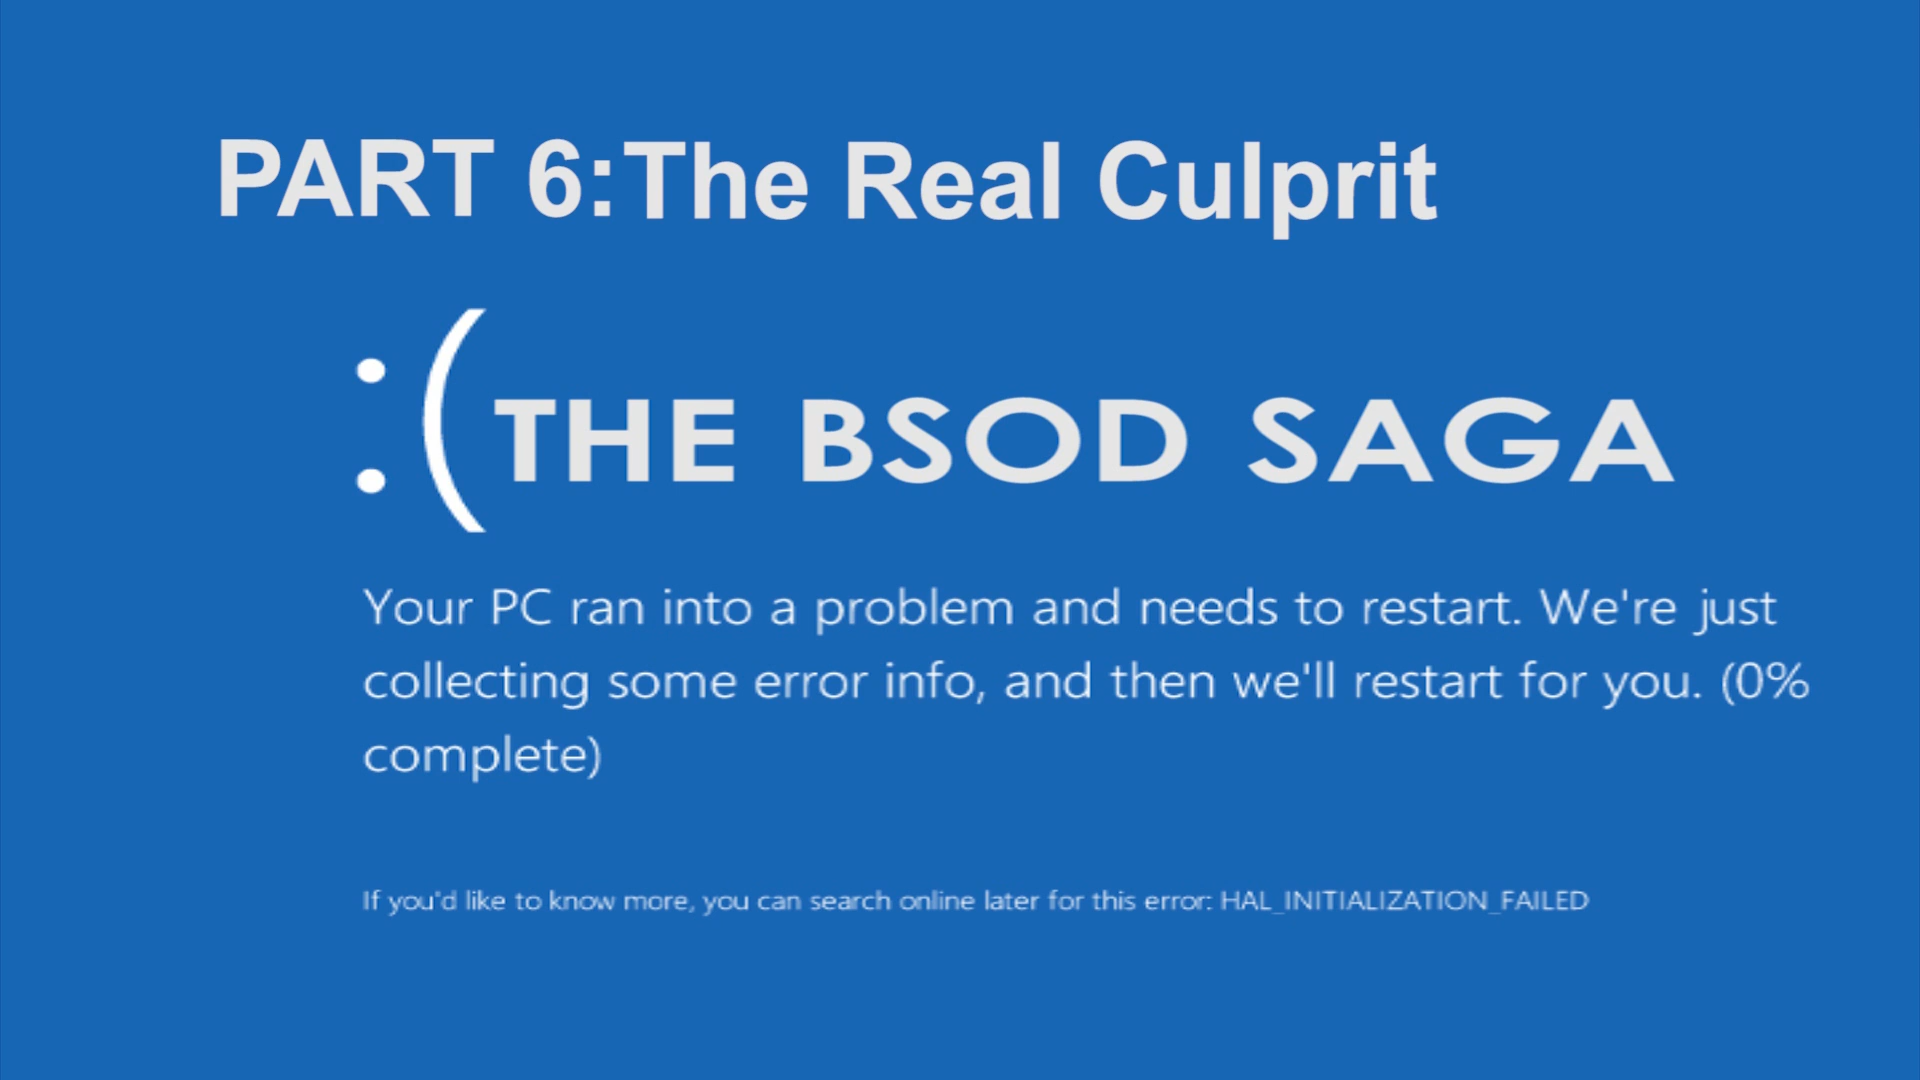 PART 6:The Real Culprit
:( THE BSOD SAGA
Your PC ran into a problem and needs to restart. We're just
collecting some error info, and then we'll restart for you. (0%
complete)
If you'd like to know more, you can search online later for this error: HAL_INITIALIZATION_FAILED